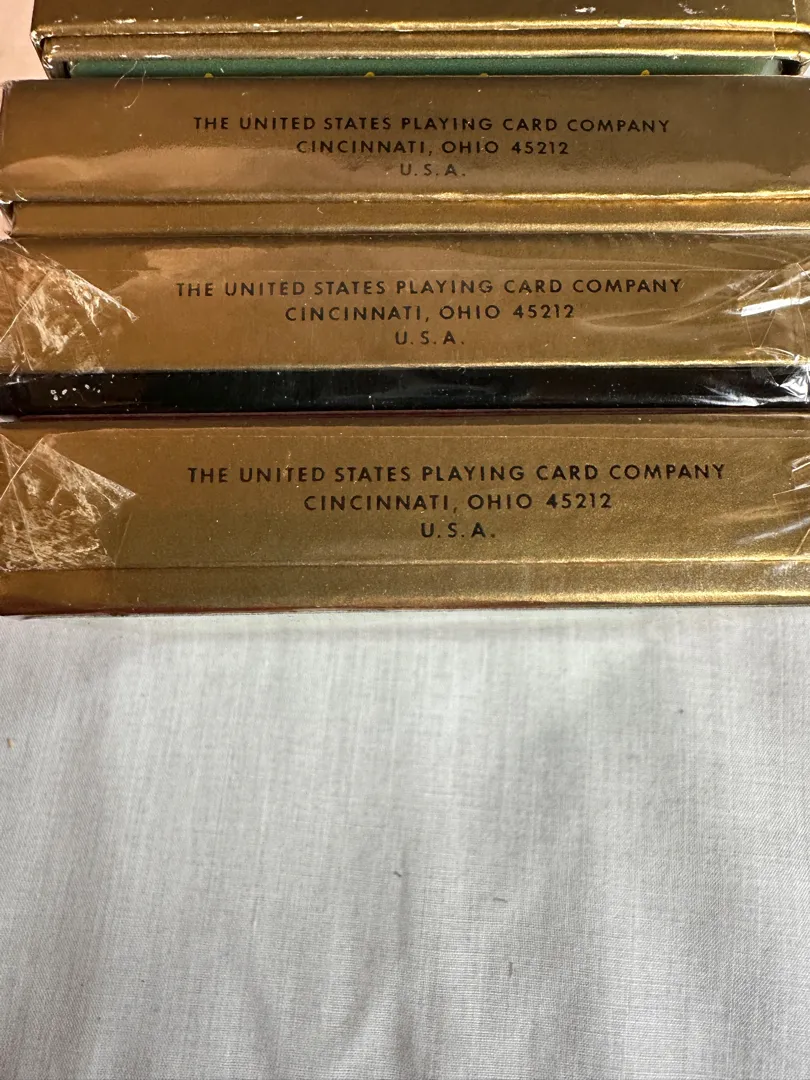 THE UNITED STATES PLAYING CARD COMPANY
CINCINNATI, OHIO 45212
U.S.A.
THE UNITED STATES PLAYING CARD COMPANY
CINCINNATI, OHIO 45212
U.S.A.
THE UNITED STATES PLAYING CARD COMPANY
CINCINNATI, OHIO 45212
U.S.A.